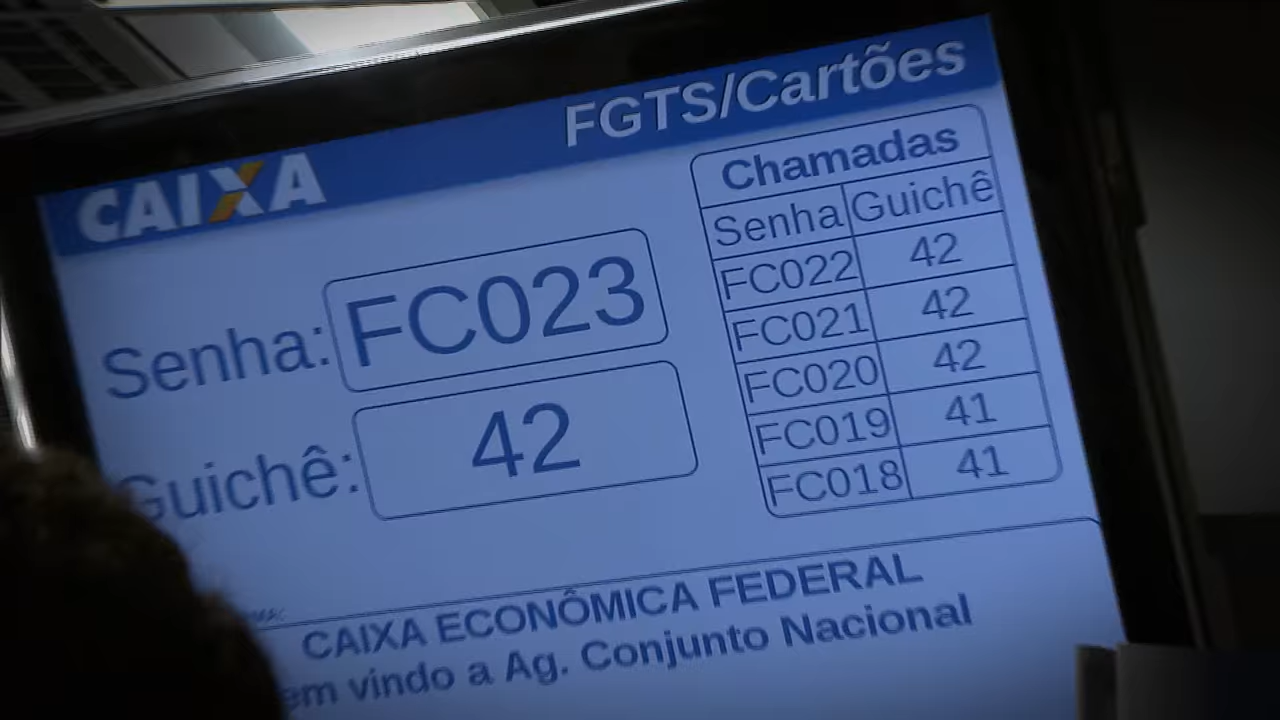 FGTS/Cartões
CAIXA
Senha: FC023
Guichê: 42
Chamadas
Senha Guichê
FC022 42
FC021 42
FC020 42
FC019 41
FC018 41
CAIXA ECONÔMICA FEDERAL
em vindo a Ag. Conjunto Nacional